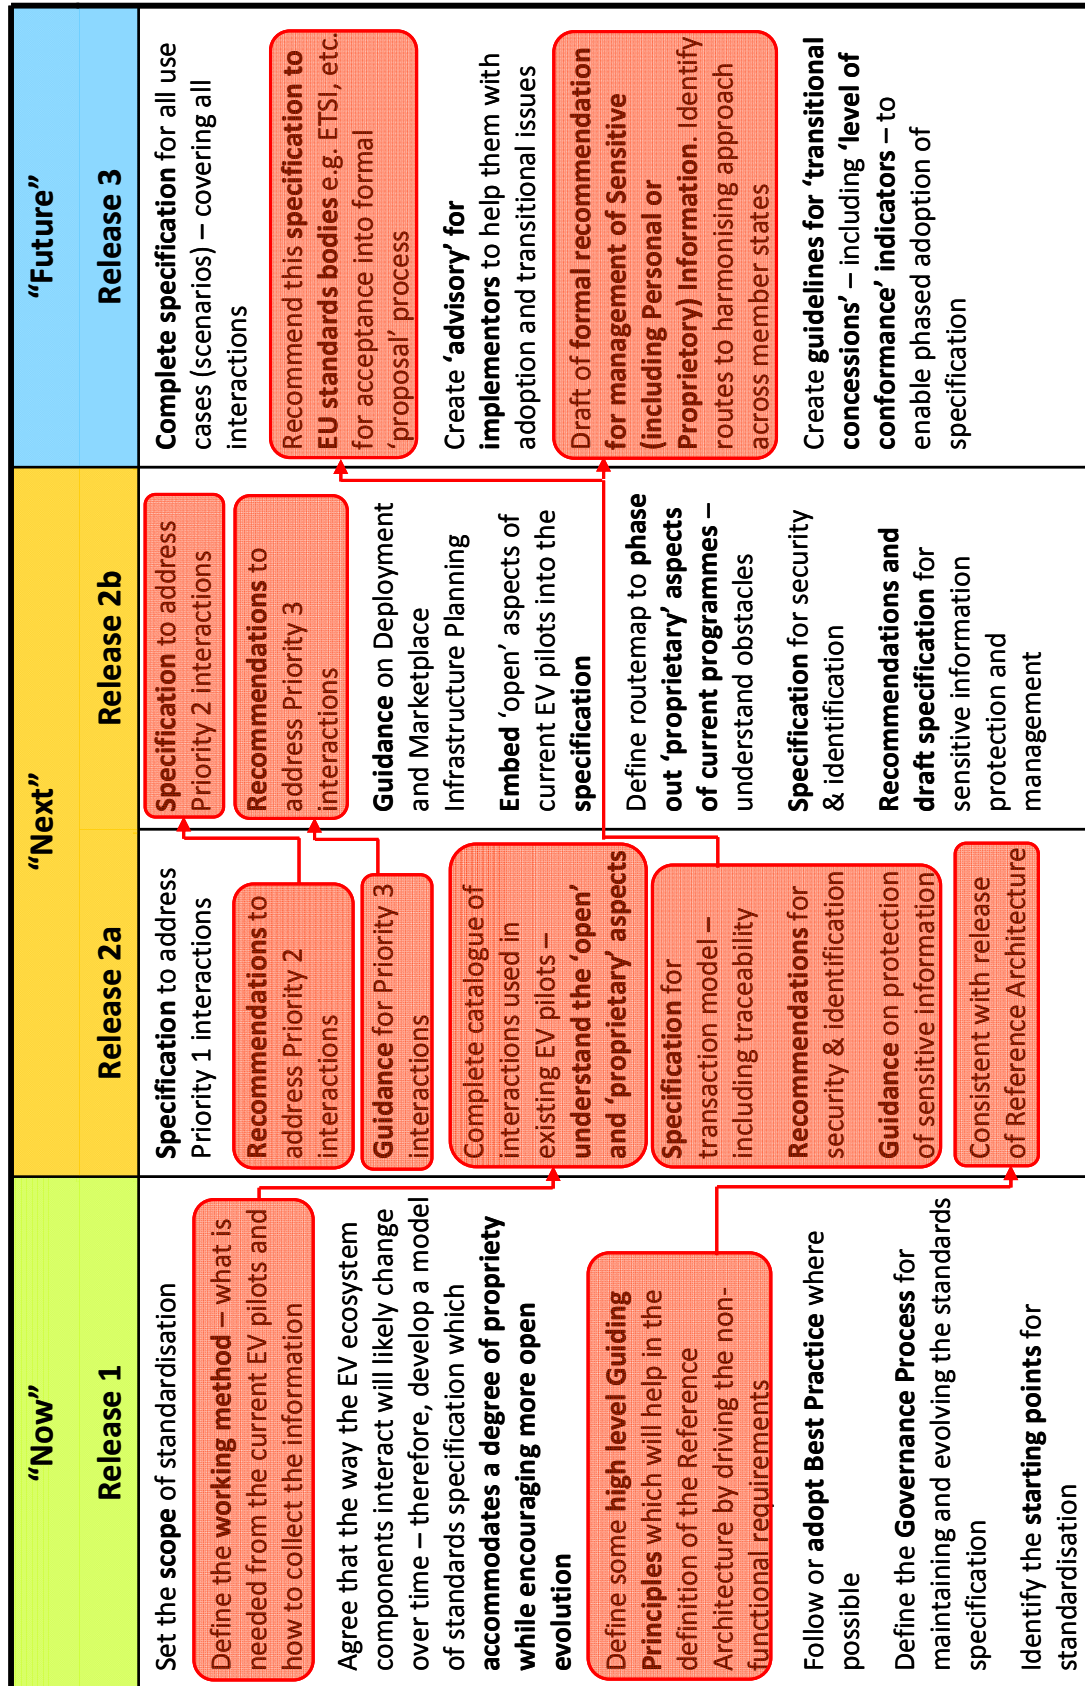 “Now”
Release 1
Set the scope of standardisation
Define the working method – what is
needed from the current EV pilots and
how to collect the information
Agree that the way the EV ecosystem
components interact will likely change
over time – therefore, develop a model
of standards specification which
accommodates a degree of propriety
while encouraging more open
evolution
Define some high level Guiding
Principles which will help in the
definition of the Reference
Architecture by driving the non-
functional requirements
Follow or adopt Best Practice where
possible
Define the Governance Process for
maintaining and evolving the standards
specification
Identify the starting points for
standardisation
“Next”
Release 2a
Specification to address
Priority 1 interactions
Recommendations to
address Priority 2
interactions
Guidance for Priority 3
interactions
Complete catalogue of
interactions used in
existing EV pilots –
understand the ‘open’
and ‘proprietary’ aspects
Specification for
transaction model –
including traceability
Recommendations for
security & identification
Guidance on protection
of sensitive information
Consistent with release
of Reference Architecture
Release 2b
Specification to address
Priority 2 interactions
Recommendations to
address Priority 3
interactions
Guidance on Deployment
and Marketplace
Infrastructure Planning
Embed ‘open’ aspects of
current EV pilots into the
specification
Define routemap to phase
out ‘proprietary’ aspects
of current programmes –
understand obstacles
Specification for security
& identification
Recommendations and
draft specification for
sensitive information
protection and
management
“Future”
Release 3
Complete specification for all use
cases (scenarios) – covering all
interactions
Recommend this specification to
EU standards bodies e.g. ETSI, etc.
for acceptance into formal
‘proposal’ process
Create ‘advisory’ for
implementors to help them with
adoption and transitional issues
Draft of formal recommendation
for management of Sensitive
(including Personal or
Proprietory) Information. Identify
routes to harmonising approach
across member states
Create guidelines for ‘transitional
concessions’ – including ‘level of
conformance’ indicators – to
enable phased adoption of
specification